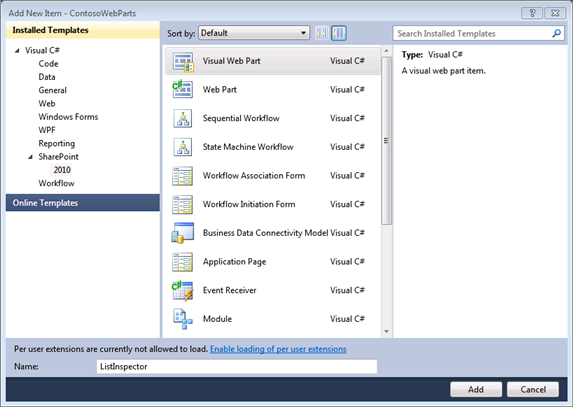 Add New Item - ContosoWebParts
Installed Templates
Visual C#
Code
Data
General
Web
Windows Forms
WPF
Reporting
SharePoint
2010
Workflow
Online Templates
Sort by: Default
Visual Web Part Visual C#
Web Part Visual C#
Sequential Workflow Visual C#
State Machine Workflow Visual C#
Workflow Association Form Visual C#
Workflow Initiation Form Visual C#
Business Data Connectivity Model Visual C#
Application Page Visual C#
Event Receiver Visual C#
Module Visual C#
Search Installed Templates
Type: Visual C#
A visual web part item.
Per user extensions are currently not allowed to load. Enable loading of per user extensions
Name: ListInspector
Add Cancel